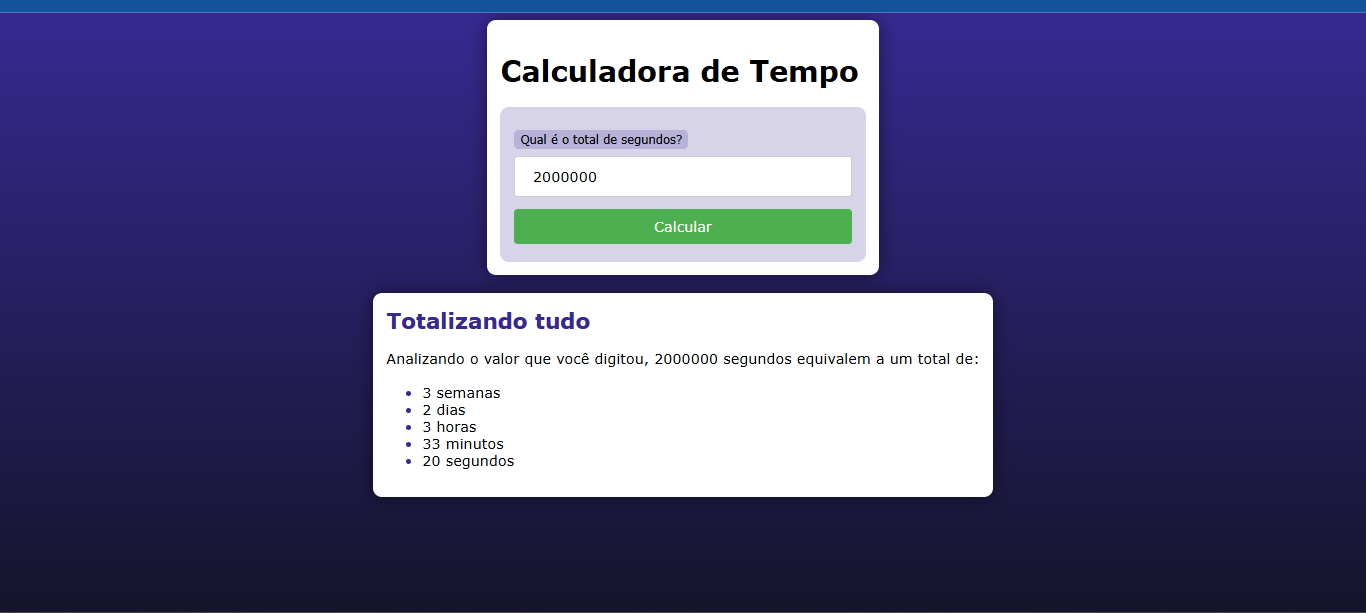 Calculadora de Tempo
Qual é o total de segundos?
2000000
Calcular
Totalizando tudo
Analizando o valor que você digitou, 2000000 segundos equivalem a um total de:
3 semanas
2 dias
3 horas
33 minutos
20 segundos